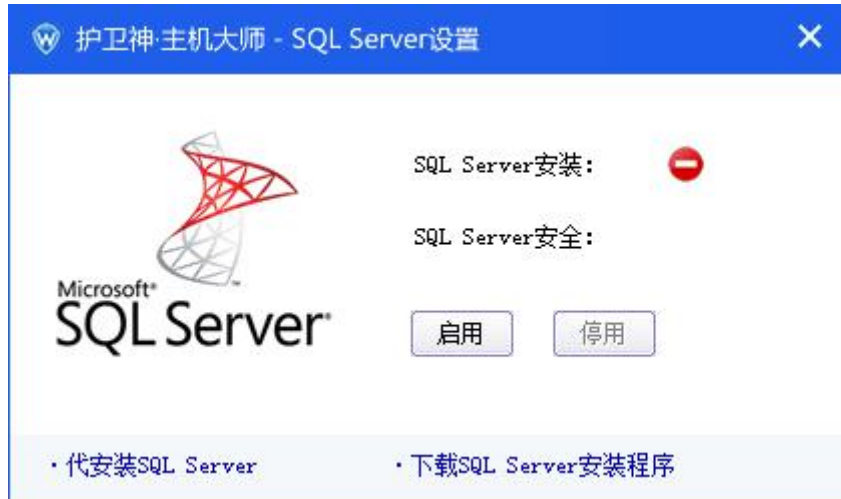 护卫神·主机大师 - SQL Server设置
SQL Server安装：
SQL Server安全：
Microsoft®
SQL Server
启用 停用
·代安装SQL Server ·下载SQL Server安装程序